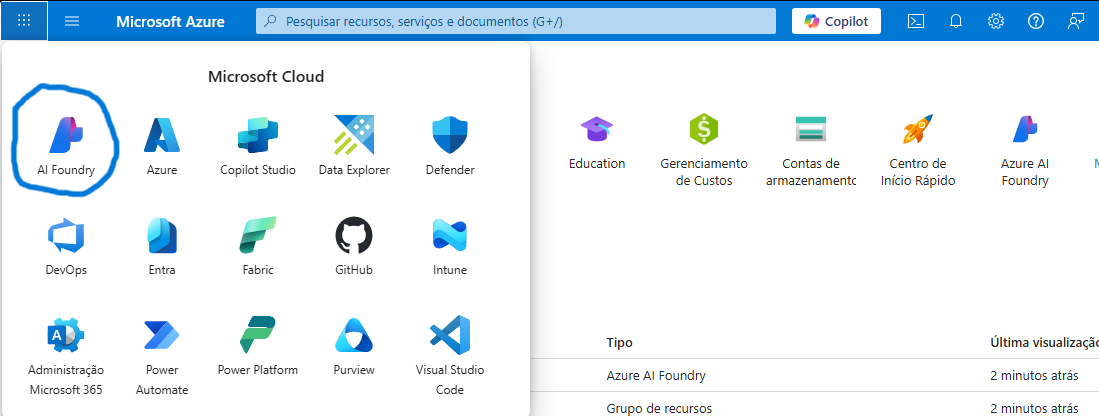 Microsoft Azure
Pesquisar recursos, serviços e documentos (G+/)
Copilot
Microsoft Cloud
AI Foundry
Azure
Copilot Studio
Data Explorer
Defender
DevOps
Entra
Fabric
GitHub
Intune
Administração
Microsoft 365
Power
Automate
Power Platform
Purview
Visual Studio
Code
Education
Gerenciamento
de Custos
Contas de
armazenamento
Centro de
Início Rápido
Azure AI
Foundry
Tipo
Última visualização
Azure AI Foundry
2 minutos atrás
Grupo de recursos
2 minutos atrás